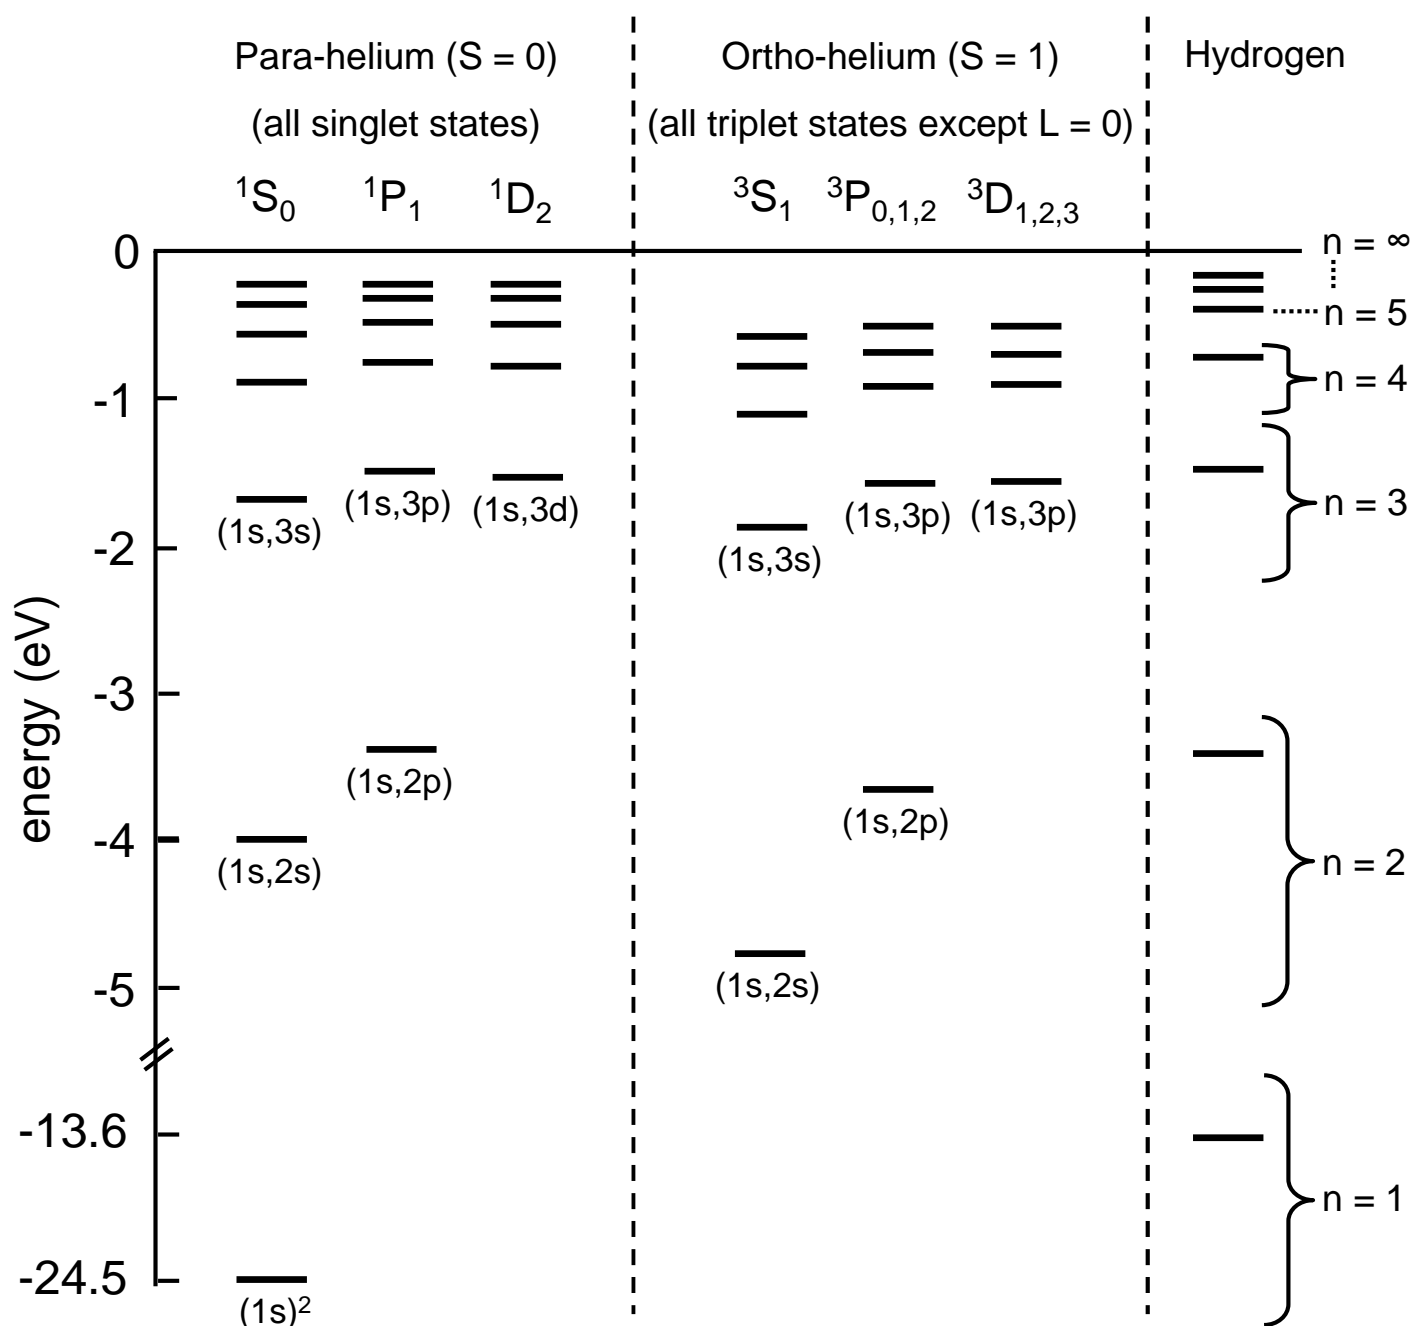 Para-helium (S = 0)
Ortho-helium (S = 1)
Hydrogen
(all singlet states)
(all triplet states except L = 0)
¹S₀
¹P₁
¹D₂
³S₁
³P₀,₁,₂
³D₁,₂,₃
0
n = ∞
n = 5
n = 4
-1
(1s,3s)
(1s,3p)
(1s,3d)
(1s,3s)
(1s,3p)
(1s,3p)
n = 3
-2
energy (eV)
-3
(1s,2p)
(1s,2p)
-4
(1s,2s)
n = 2
-5
(1s,2s)
-13.6
n = 1
-24.5
(1s)²